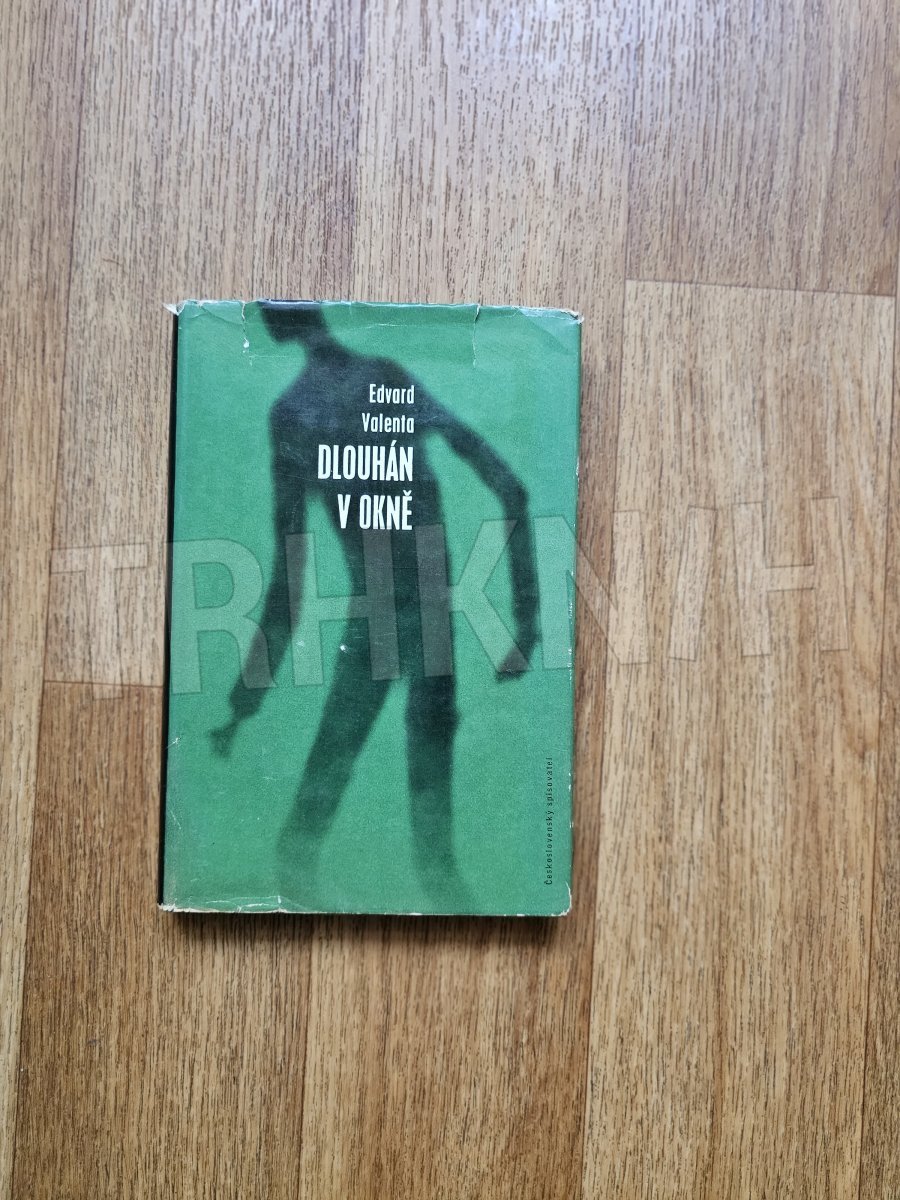 Edvard
Valenta
DLOUHÁN
V OKNĚ
TRHKNIH
Československý spisovatel